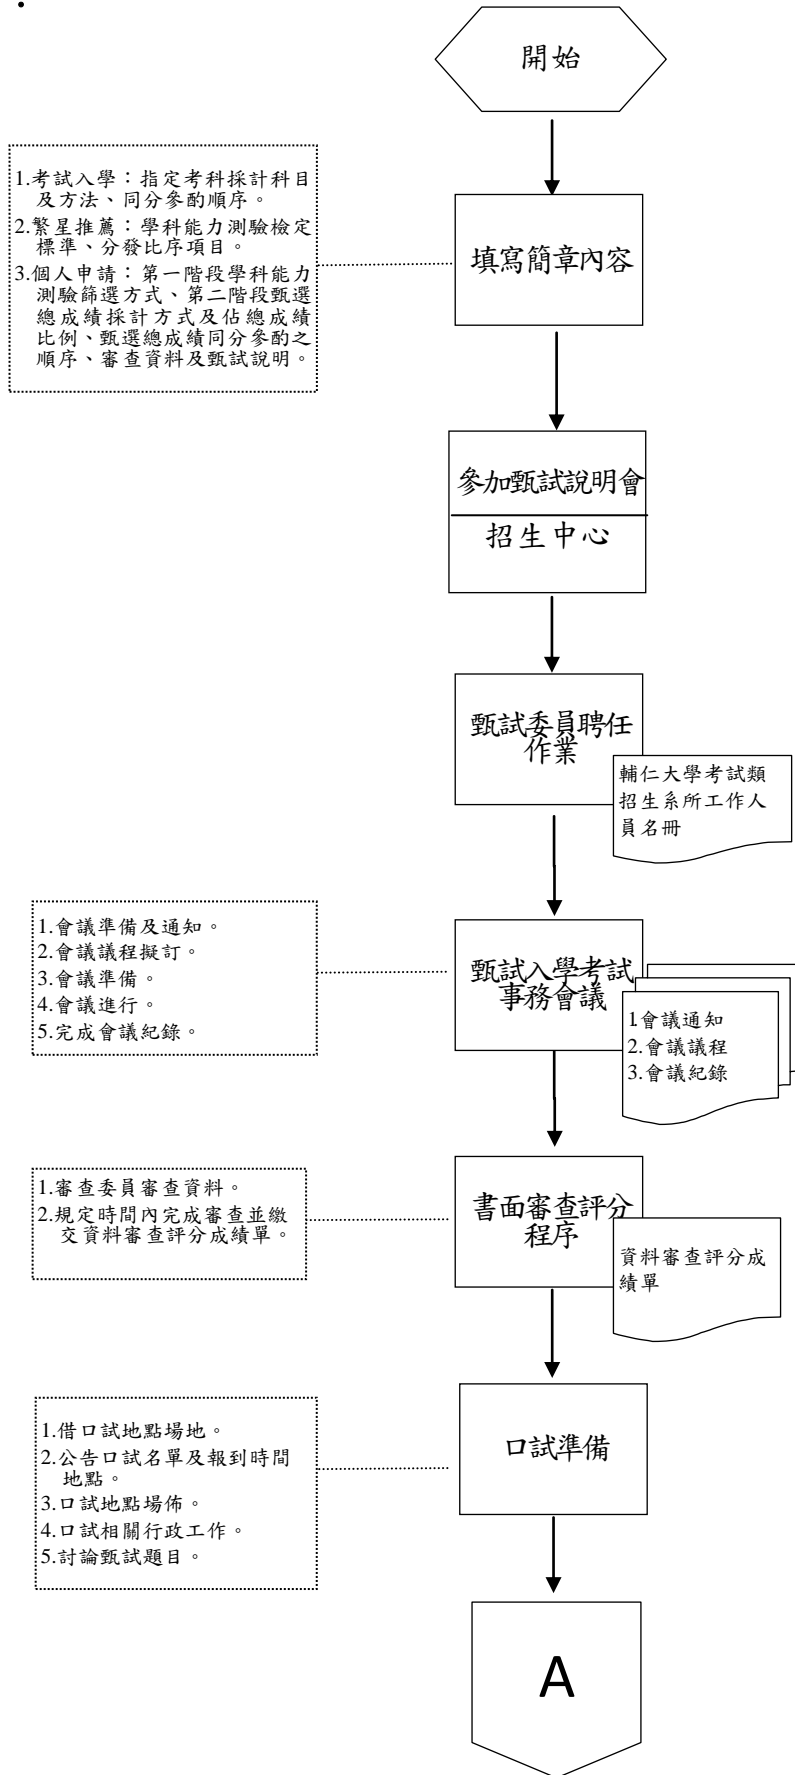 開始
1.考試入學：指定考科採計科目
及方法、同分參酌順序。
2.繁星推薦：學科能力測驗檢定
標準、分發比序項目。
3.個人申請：第一階段學科能力
測驗篩選方式、第二階段甄選
總成績採計方式及佔總成績
比例、甄選總成績同分參酌之
順序、審查資料及甄試說明。
填寫簡章內容
參加甄試說明會
招生中心
甄試委員聘任
作業
輔仁大學考試類
招生系所工作人
員名冊
1.會議準備及通知。
2.會議議程擬訂。
3.會議準備。
4.會議進行。
5.完成會議紀錄。
甄試入學考試
事務會議
1.會議通知
2.會議議程
3.會議紀錄
1.審查委員審查資料。
2.規定時間內完成審查並繳
交資料審查評分成績單。
書面審查評分
程序
資料審查評分成
績單
1.借口試地點場地。
2.公告口試名單及報到時間
地點。
3.口試地點場佈。
4.口試相關行政工作。
5.討論甄試題目。
口試準備
A